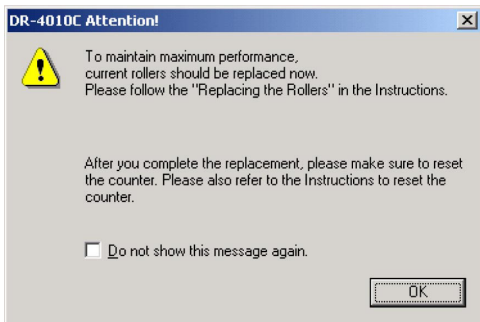 DR-4010C Attention!
To maintain maximum performance,
current rollers should be replaced now.
Please follow the "Replacing the Rollers" in the Instructions.
After you complete the replacement, please make sure to reset
the counter. Please also refer to the Instructions to reset the
counter.
Do not show this message again.
OK